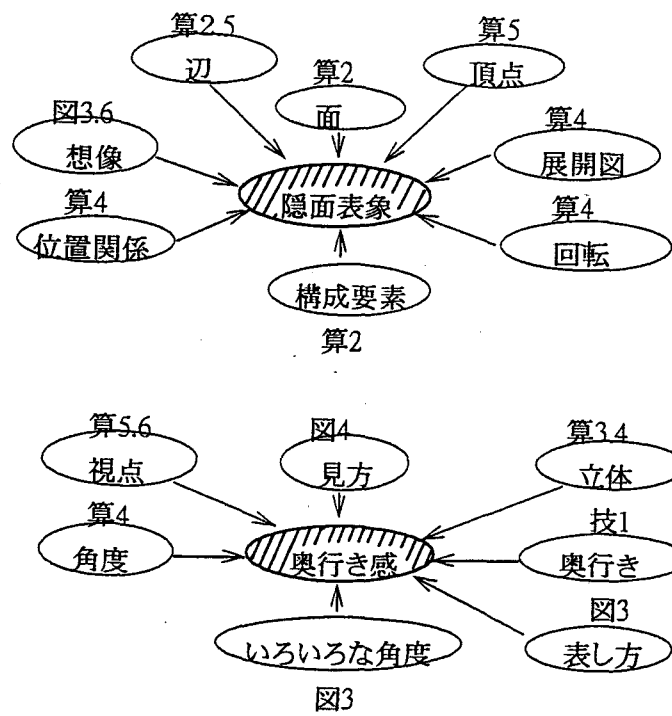 算2.5
辺
算5
頂点
算2
面
図3.6
想像
算4
展開図
隠面表象
算4
位置関係
算4
回転
構成要素
算2
算5.6
視点
図4
見方
算3.4
立体
算4
角度
奥行き感
技1
奥行き
いろいろな角度
図3
図3
表し方